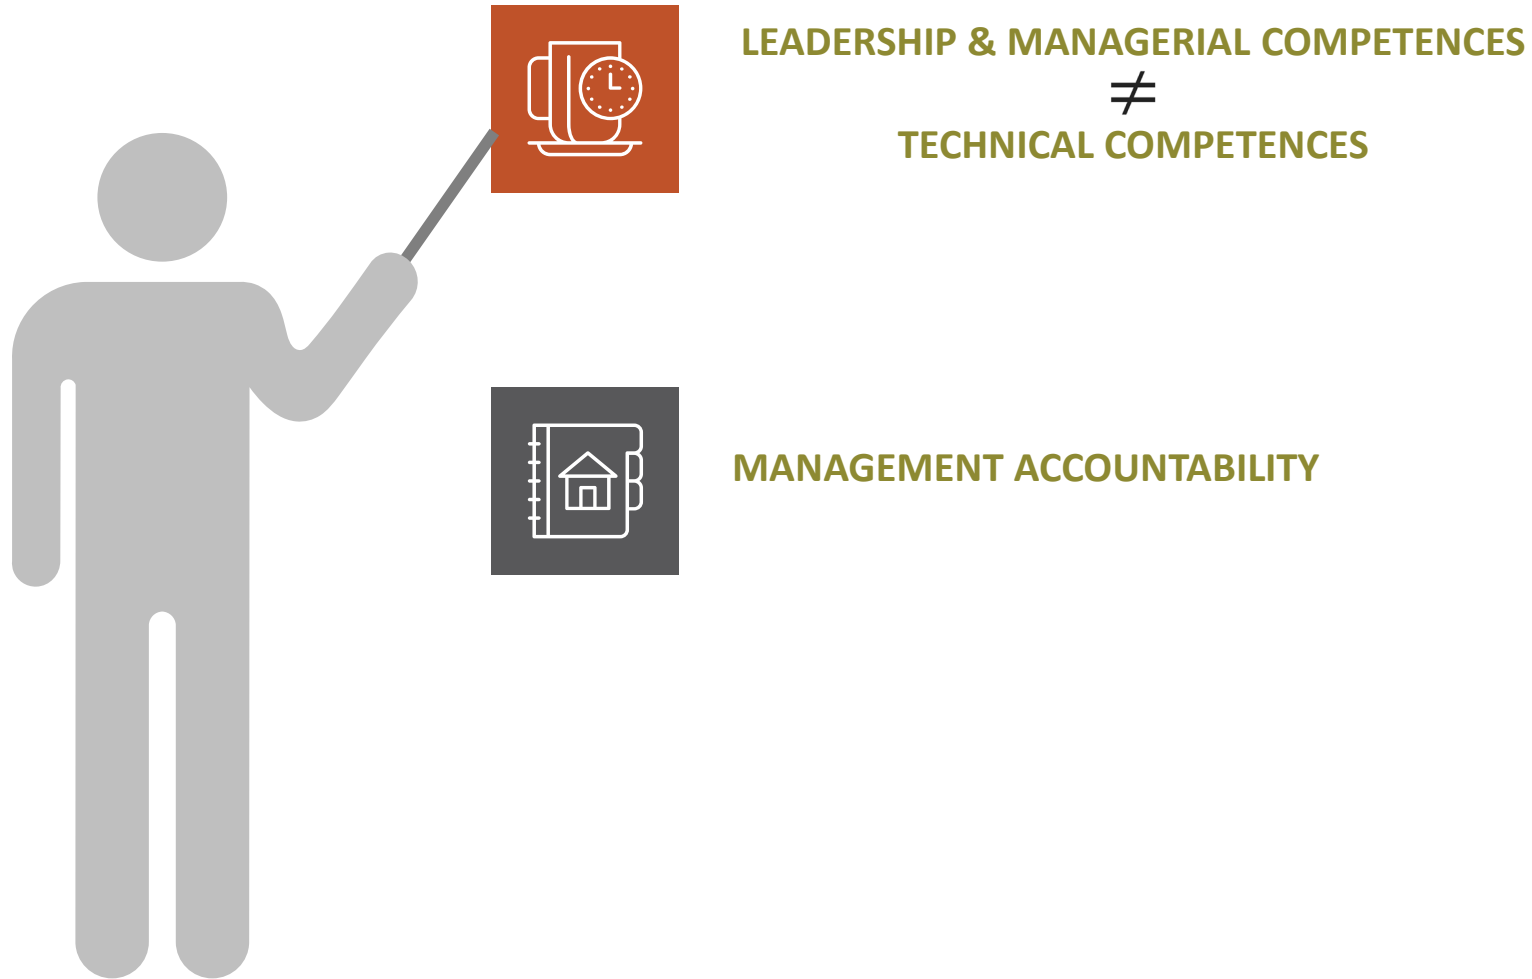 LEADERSHIP & MANAGERIAL COMPETENCES
≠
TECHNICAL COMPETENCES
MANAGEMENT ACCOUNTABILITY